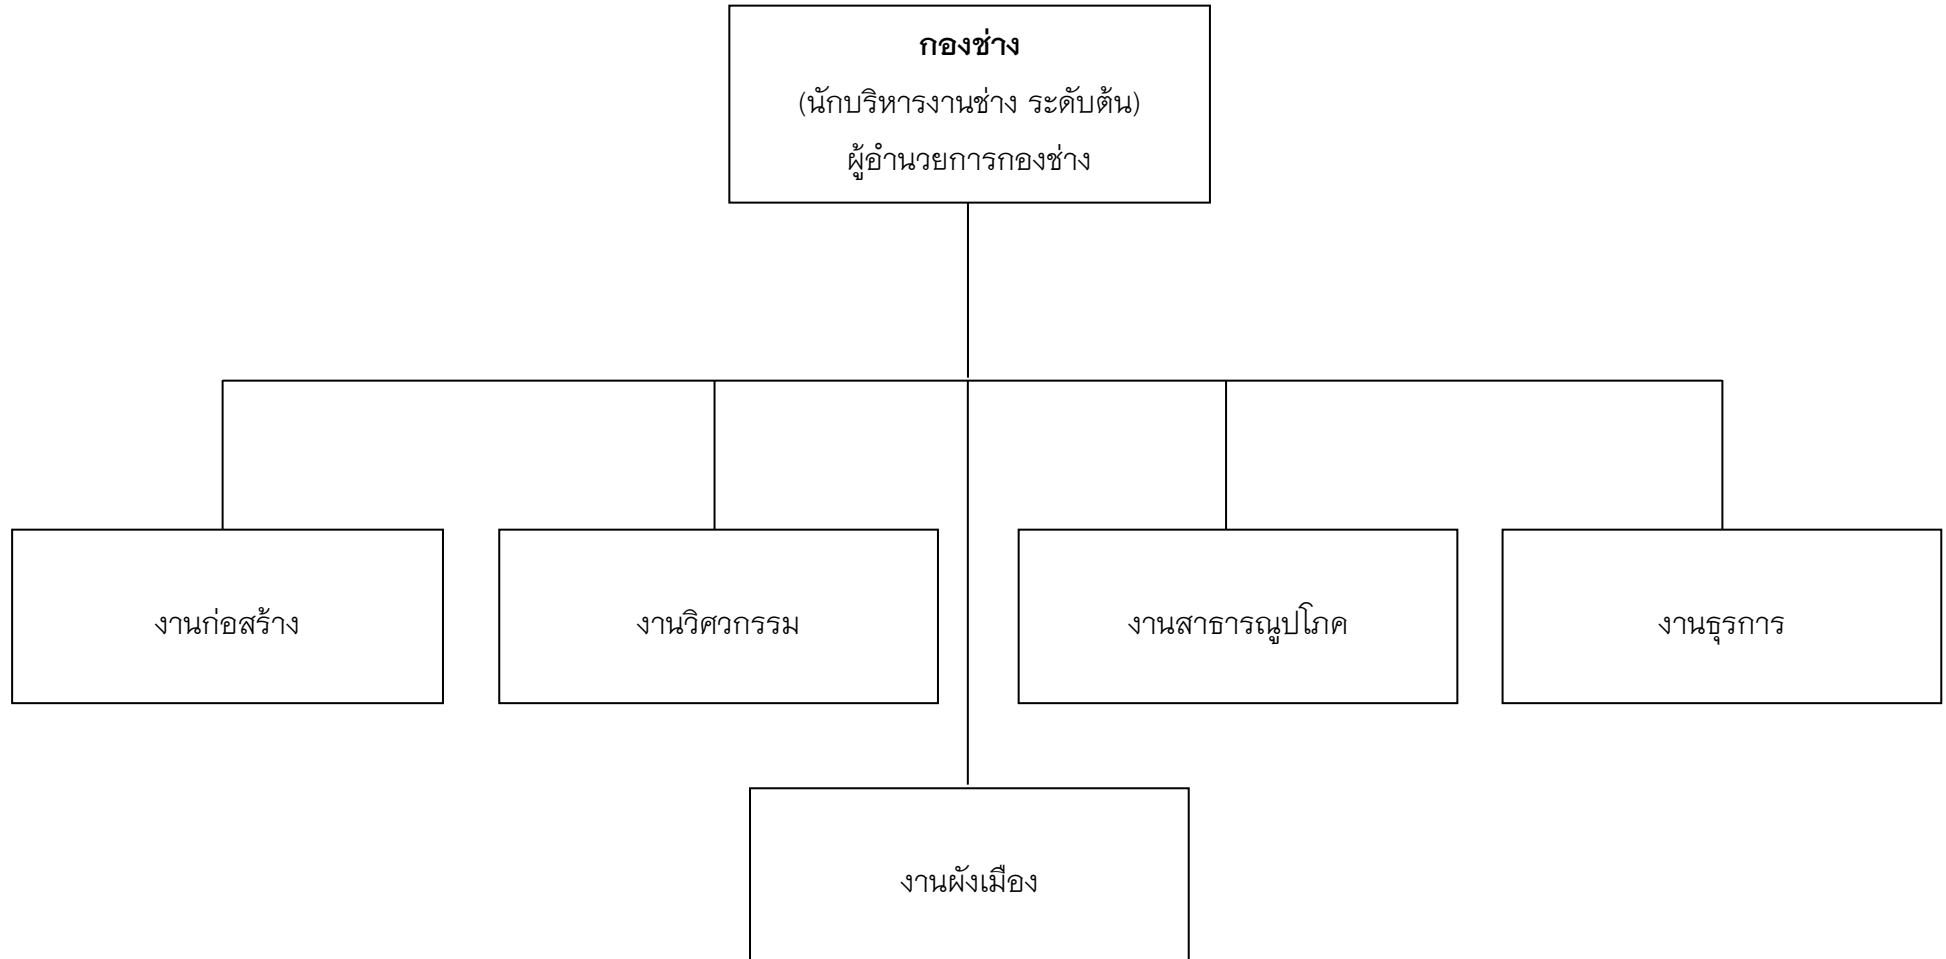 กองช่าง
(นักบริหารงานช่าง ระดับต้น)
ผู้อำนวยการกองช่าง
งานก่อสร้าง
งานวิศวกรรม
งานสาธารณูปโภค
งานธุรการ
งานผังเมือง